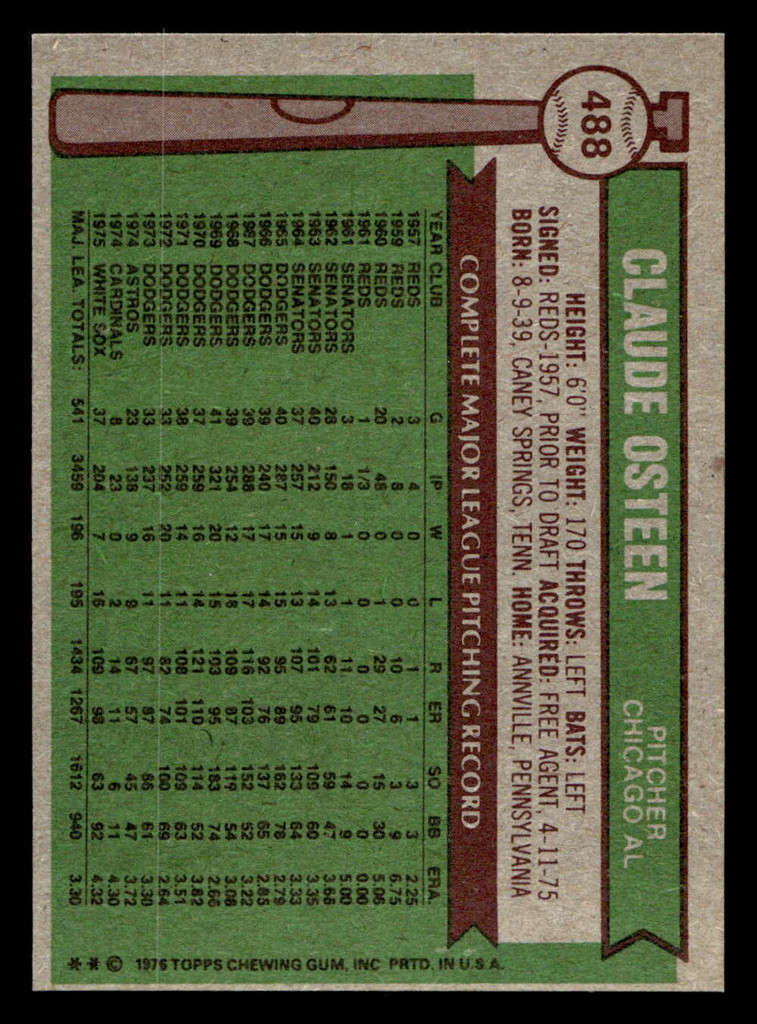 488
CLAUDE OSTEEN
PITCHER
CHICAGO AL
HEIGHT: 6'0" WEIGHT: 170 THROWS: LEFT BATS: LEFT
SIGNED: REDS-1957, PRIOR TO DRAFT ACQUIRED: FREE AGENT, 4-11-75
BORN: 8-9-39, CANEY SPRINGS, TENN. HOME: ANNVILLE, PENNSYLVANIA
COMPLETE MAJOR LEAGUE PITCHING RECORD
YEAR CLUB G IP W L R ER SO BB ERA.
1957 REDS 3 4 0 0 1 1 3 3 2.25
1959 REDS 2 8 0 0 10 6 3 9 6.75
1960 REDS 20 48 0 1 29 27 15 30 5.06
1961 REDS 1 1/3 0 0 0 0 0 0 0.00
1961 SENATORS 3 18 1 1 11 10 14 9 5.00
1962 SENATORS 28 150 8 13 62 61 59 47 3.66
1963 SENATORS 40 212 9 14 101 79 109 60 3.35
1964 SENATORS 37 257 15 13 107 95 133 64 3.33
1965 DODGERS 40 287 15 15 95 89 162 78 2.79
1966 DODGERS 39 240 17 14 92 76 137 65 2.85
1967 DODGERS 39 288 17 17 116 103 152 52 3.22
1968 DODGERS 39 254 12 18 109 87 119 54 3.08
1969 DODGERS 41 321 20 15 103 95 183 74 2.66
1970 DODGERS 37 259 16 14 121 110 114 52 3.82
1971 DODGERS 38 259 14 11 108 101 109 63 3.51
1972 DODGERS 33 252 20 11 82 74 100 69 2.64
1973 DODGERS 33 237 16 11 97 87 86 61 3.30
1974 ASTROS 23 138 9 9 67 57 45 47 3.72
1974 CARDINALS 8 23 0 2 14 11 6 11 4.30
1975 WHITE SOX 37 204 7 16 109 98 63 92 4.32
MAJ. LEA. TOTALS: 541 3459 196 195 1434 1267 1612 940 3.30
* * © 1976 TOPPS CHEWING GUM, INC PRTD. IN U.S.A.